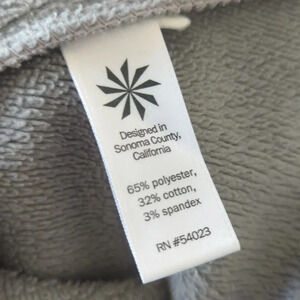 Designed in
Sonoma County,
California
65% polyester,
32% cotton,
3% spandex
RN #54023